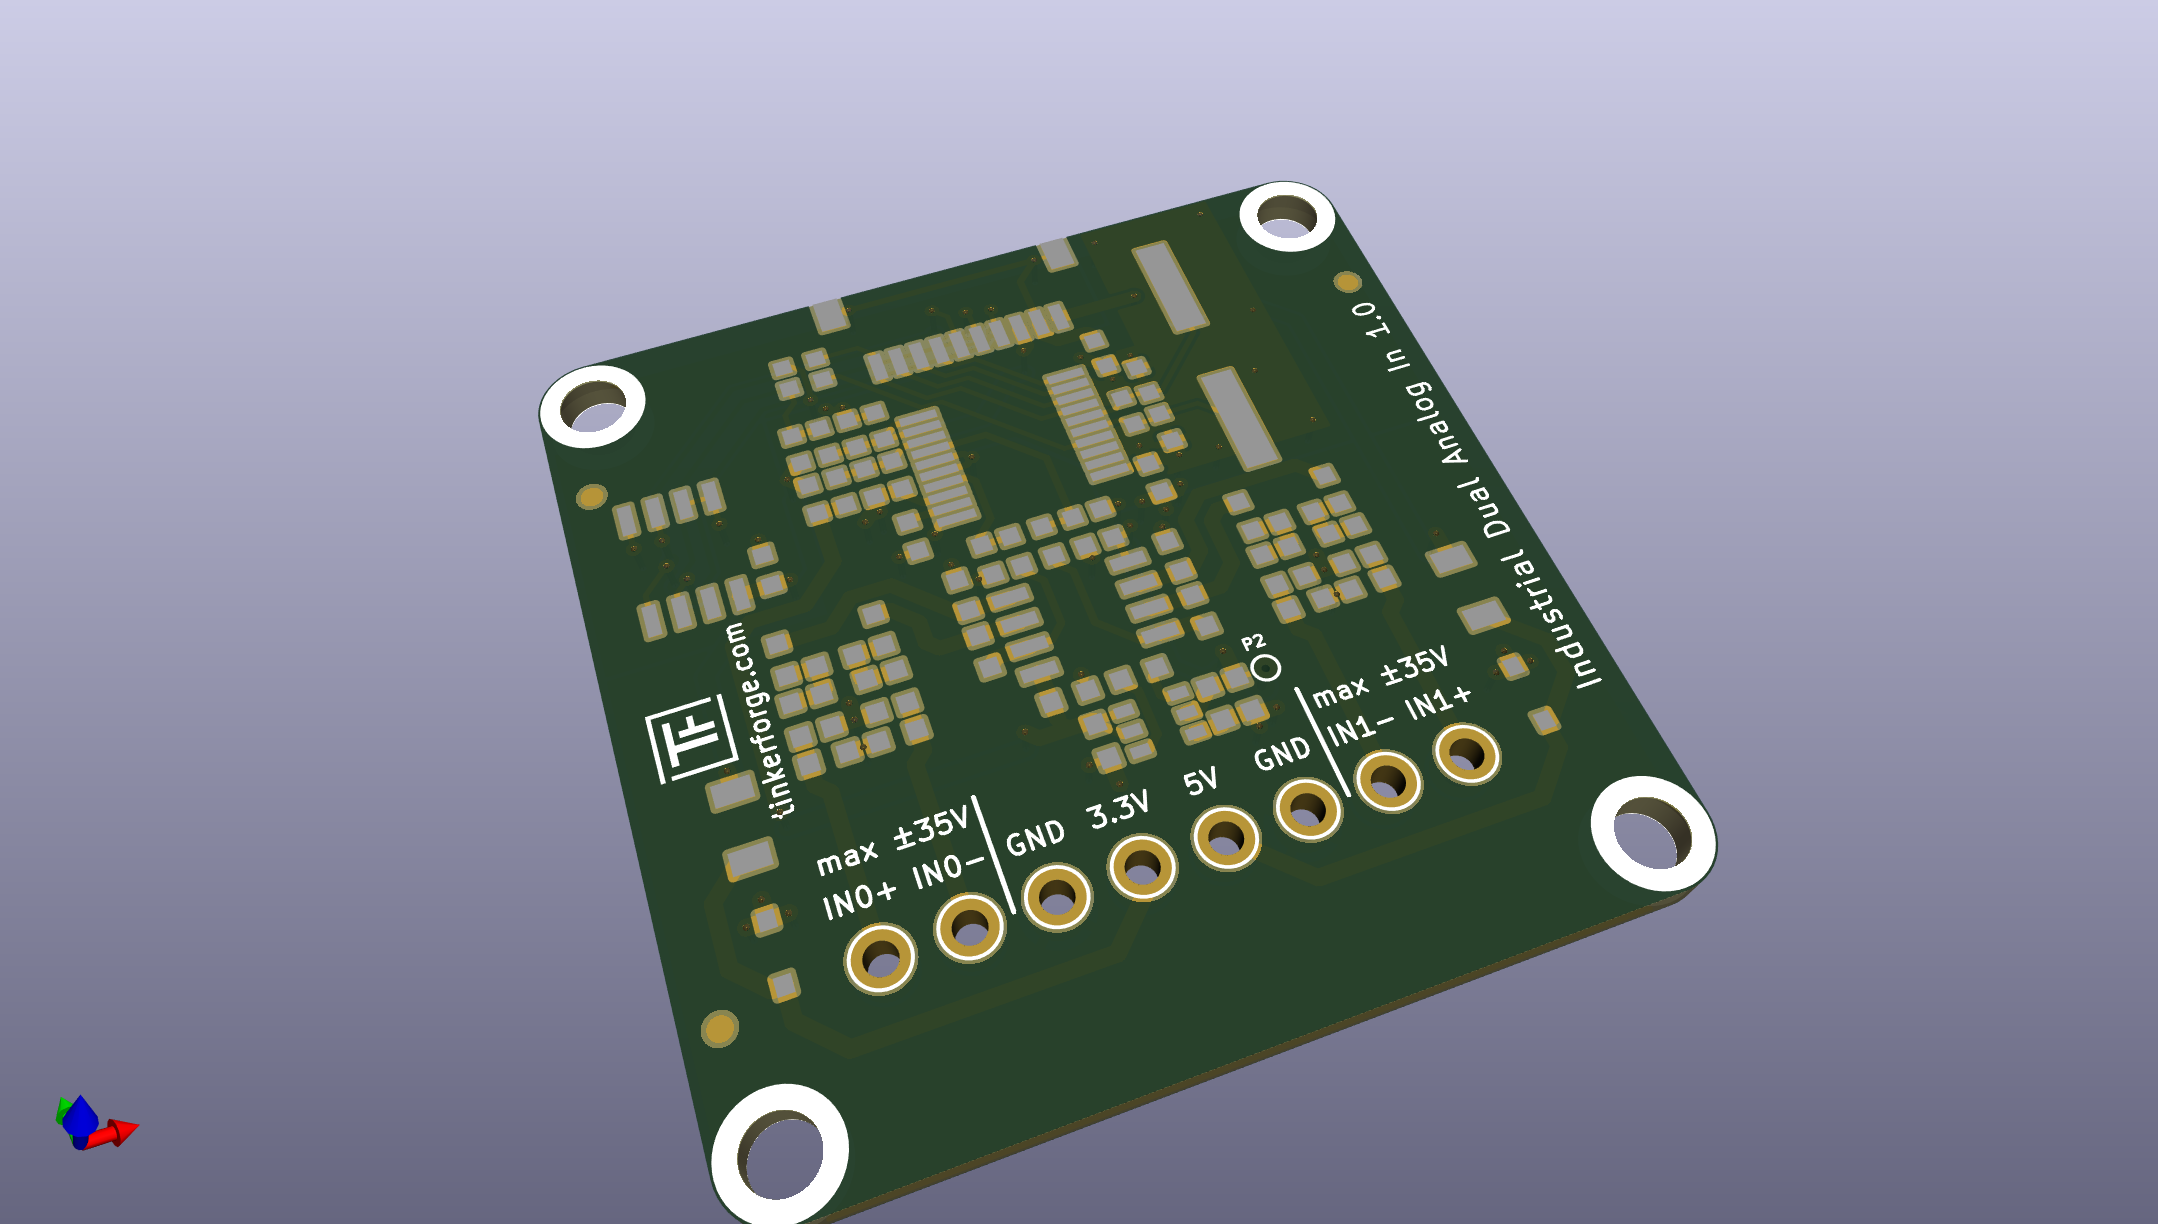 Industrial Dual Analog In 1.0
tinkerforge.com
TF
P2
max ±35V
IN1- IN1+
GND
5V
3.3V
GND
max ±35V
IN0+ IN0-